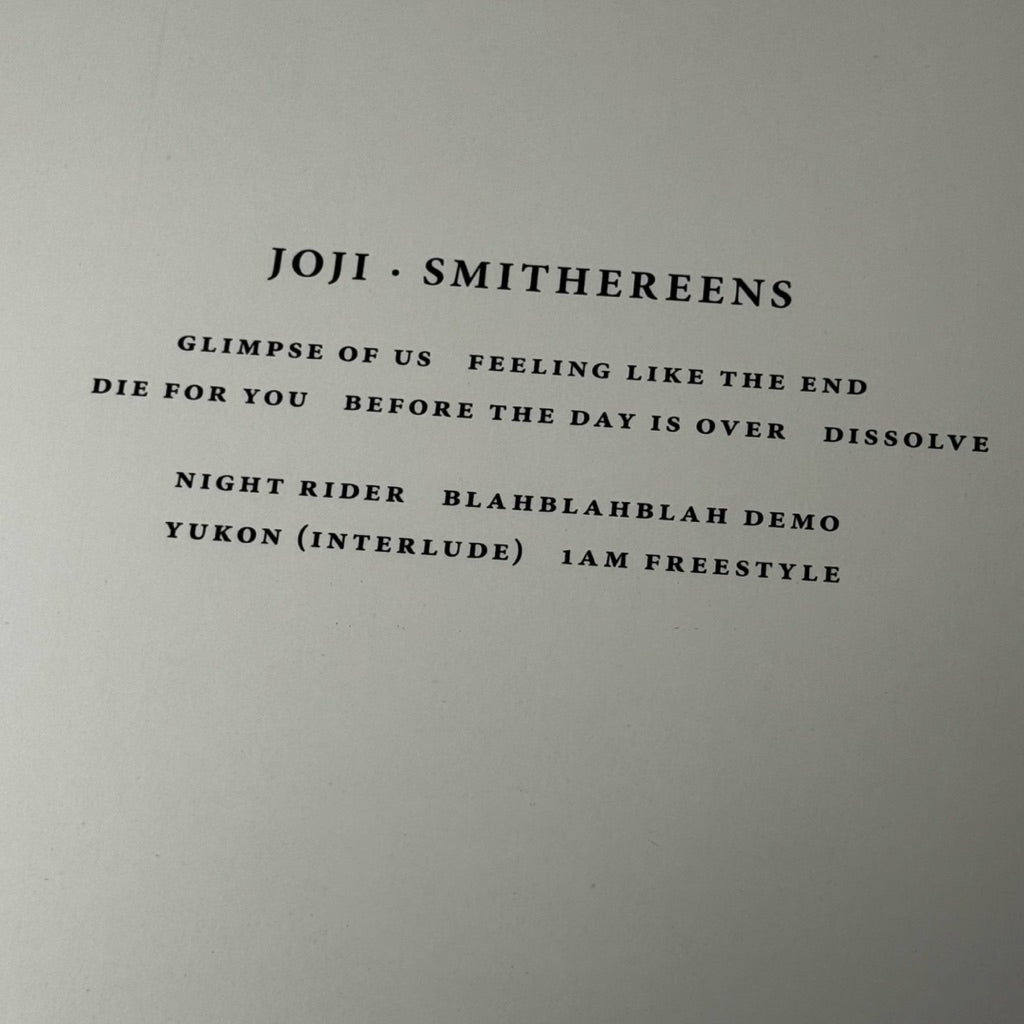 JOJI · SMITHEREENS
GLIMPSE OF US FEELING LIKE THE END
DIE FOR YOU BEFORE THE DAY IS OVER DISSOLVE
NIGHT RIDER BLAHBLAHBLAH DEMO
YUKON (INTERLUDE) 1AM FREESTYLE